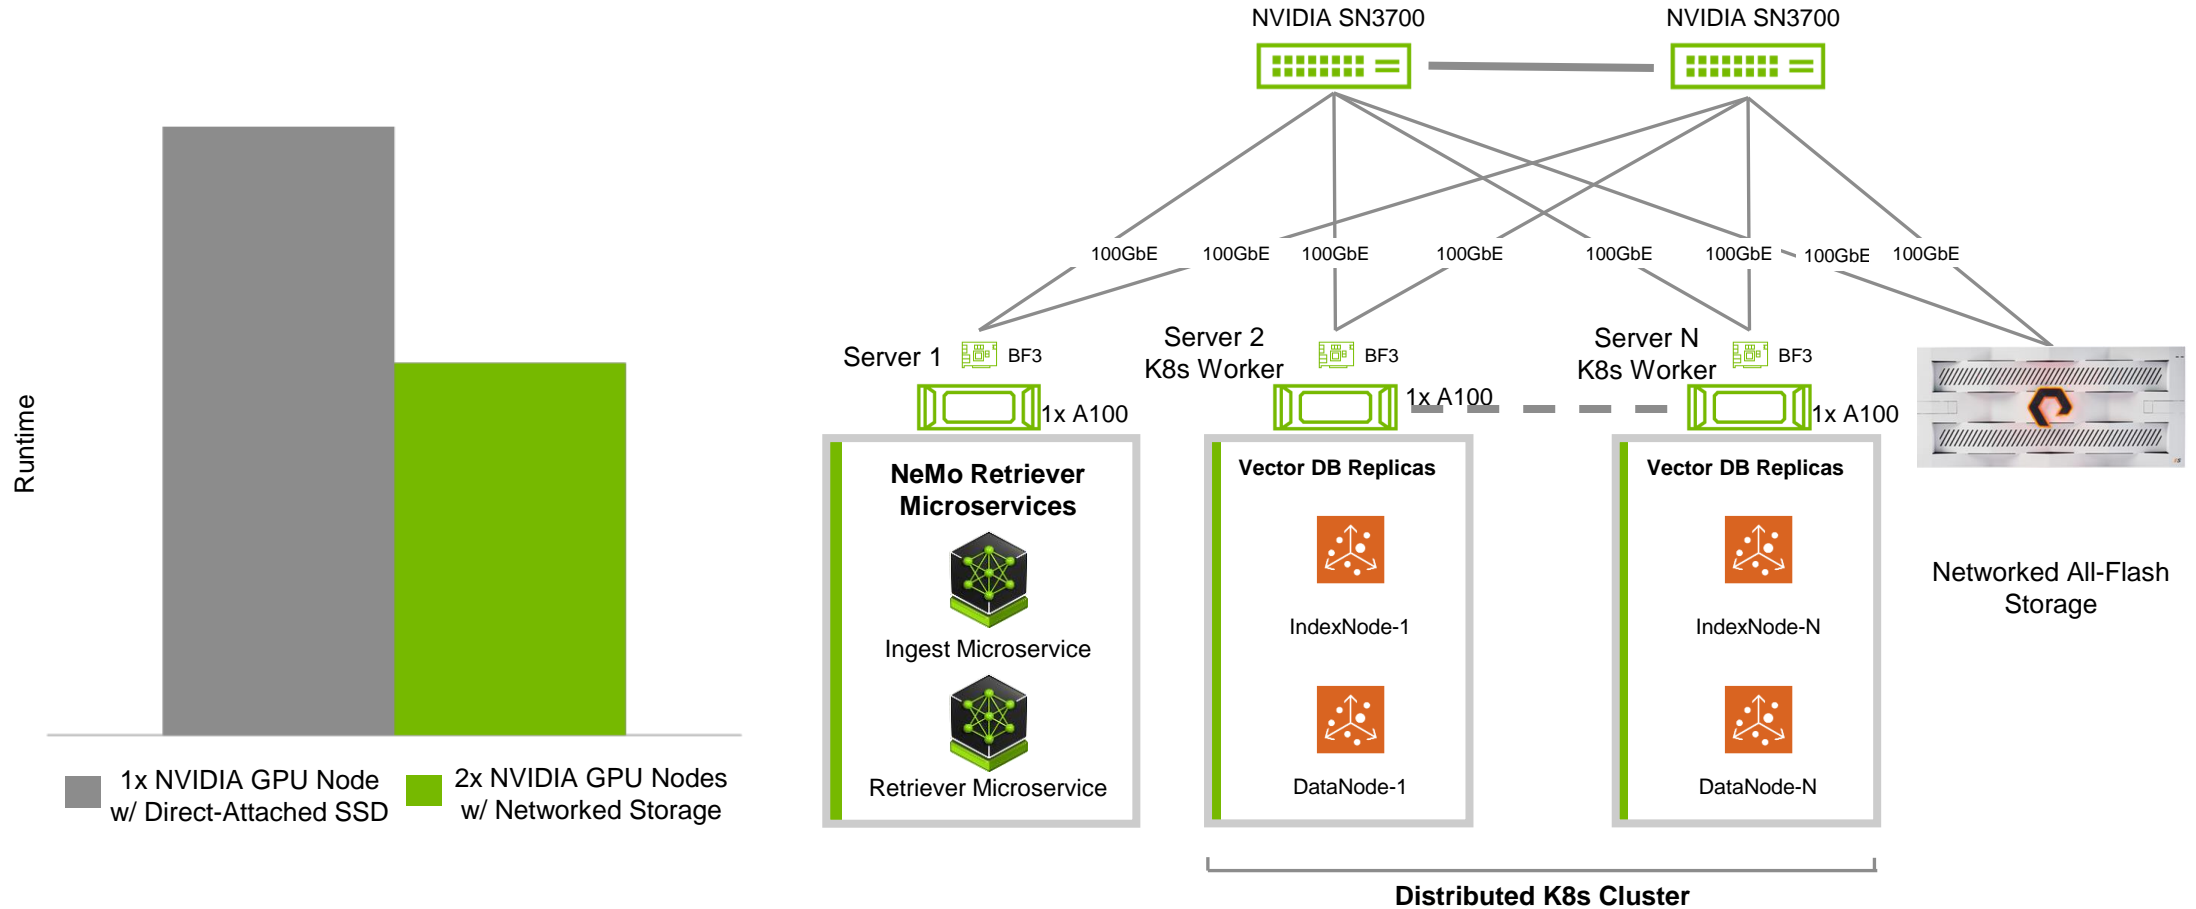 NVIDIA SN3700
NVIDIA SN3700
100GbE
100GbE
100GbE
100GbE
100GbE
100GbE
100GbE
100GbE
Runtime
1x NVIDIA GPU Node
w/ Direct-Attached SSD
2x NVIDIA GPU Nodes
w/ Networked Storage
Server 1
BF3
1x A100
NeMo Retriever
Microservices
Ingest Microservice
Retriever Microservice
Server 2
K8s Worker
BF3
1x A100
Vector DB Replicas
IndexNode-1
DataNode-1
Server N
K8s Worker
BF3
1x A100
Vector DB Replicas
IndexNode-N
DataNode-N
Networked All-Flash
Storage
Distributed K8s Cluster